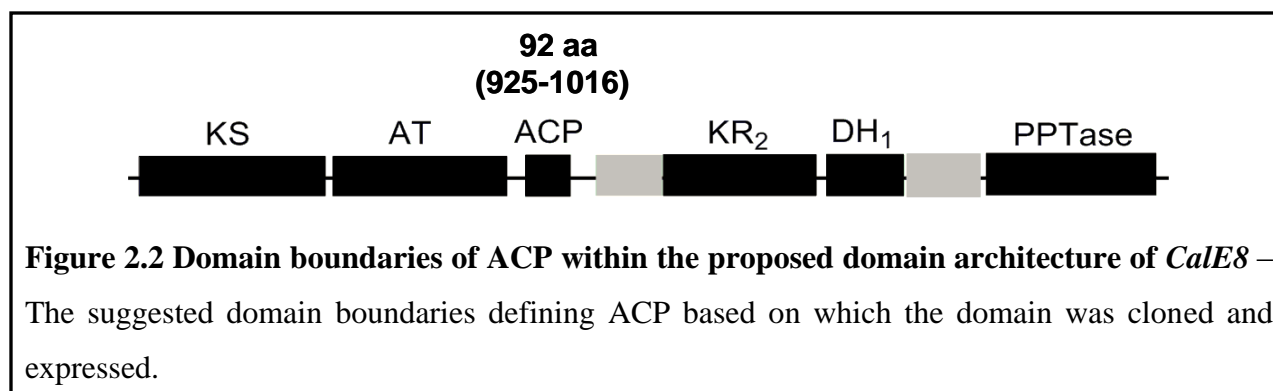 92 aa
(925-1016)
KS AT ACP KR₂ DH₁ PPTase
Figure 2.2 Domain boundaries of ACP within the proposed domain architecture of CalE8 –
The suggested domain boundaries defining ACP based on which the domain was cloned and
expressed.